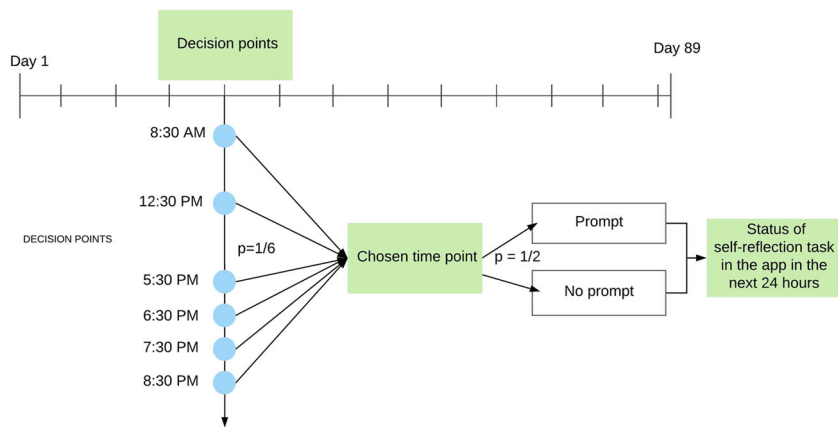 Decision points
Day 1
Day 89
8:30 AM
12:30 PM
DECISION POINTS
p=1/6
5:30 PM
6:30 PM
7:30 PM
8:30 PM
Chosen time point
p = 1/2
Prompt
No prompt
Status of
self-reflection task
in the app in the
next 24 hours